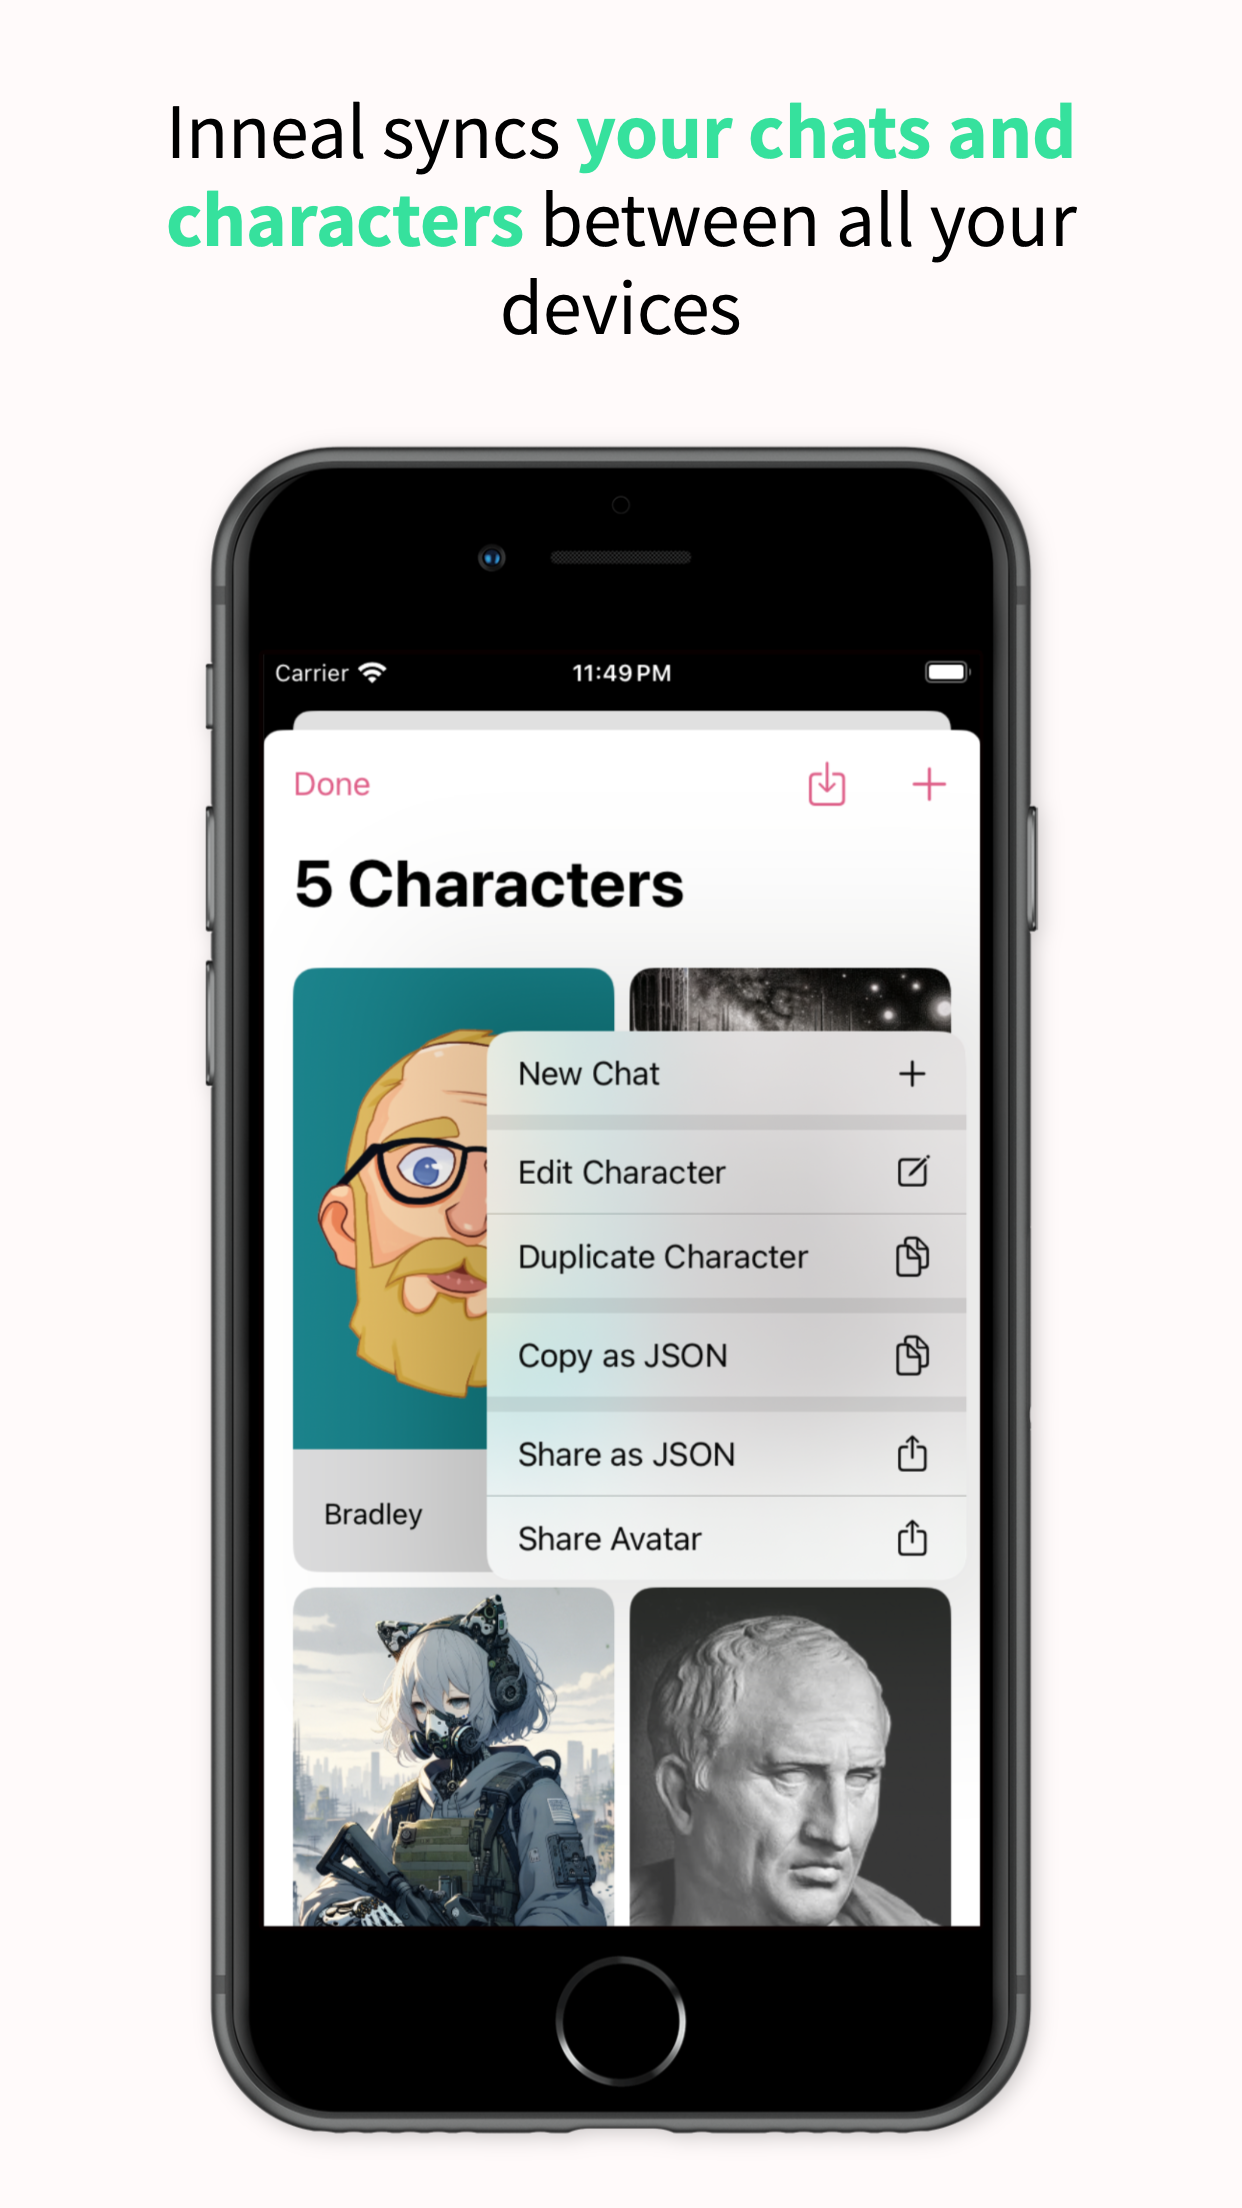 Inneal syncs your chats and
characters between all your
devices
Carrier 11:49 PM
Done
5 Characters
New Chat
Edit Character
Duplicate Character
Copy as JSON
Share as JSON
Share Avatar
Bradley